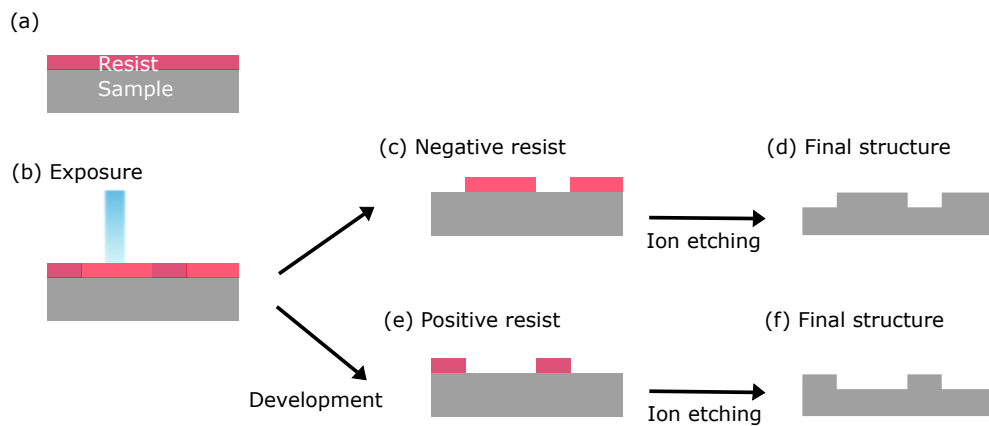 (a)
Resist
Sample
(b) Exposure
(c) Negative resist
(d) Final structure
Ion etching
(e) Positive resist
(f) Final structure
Development
Ion etching